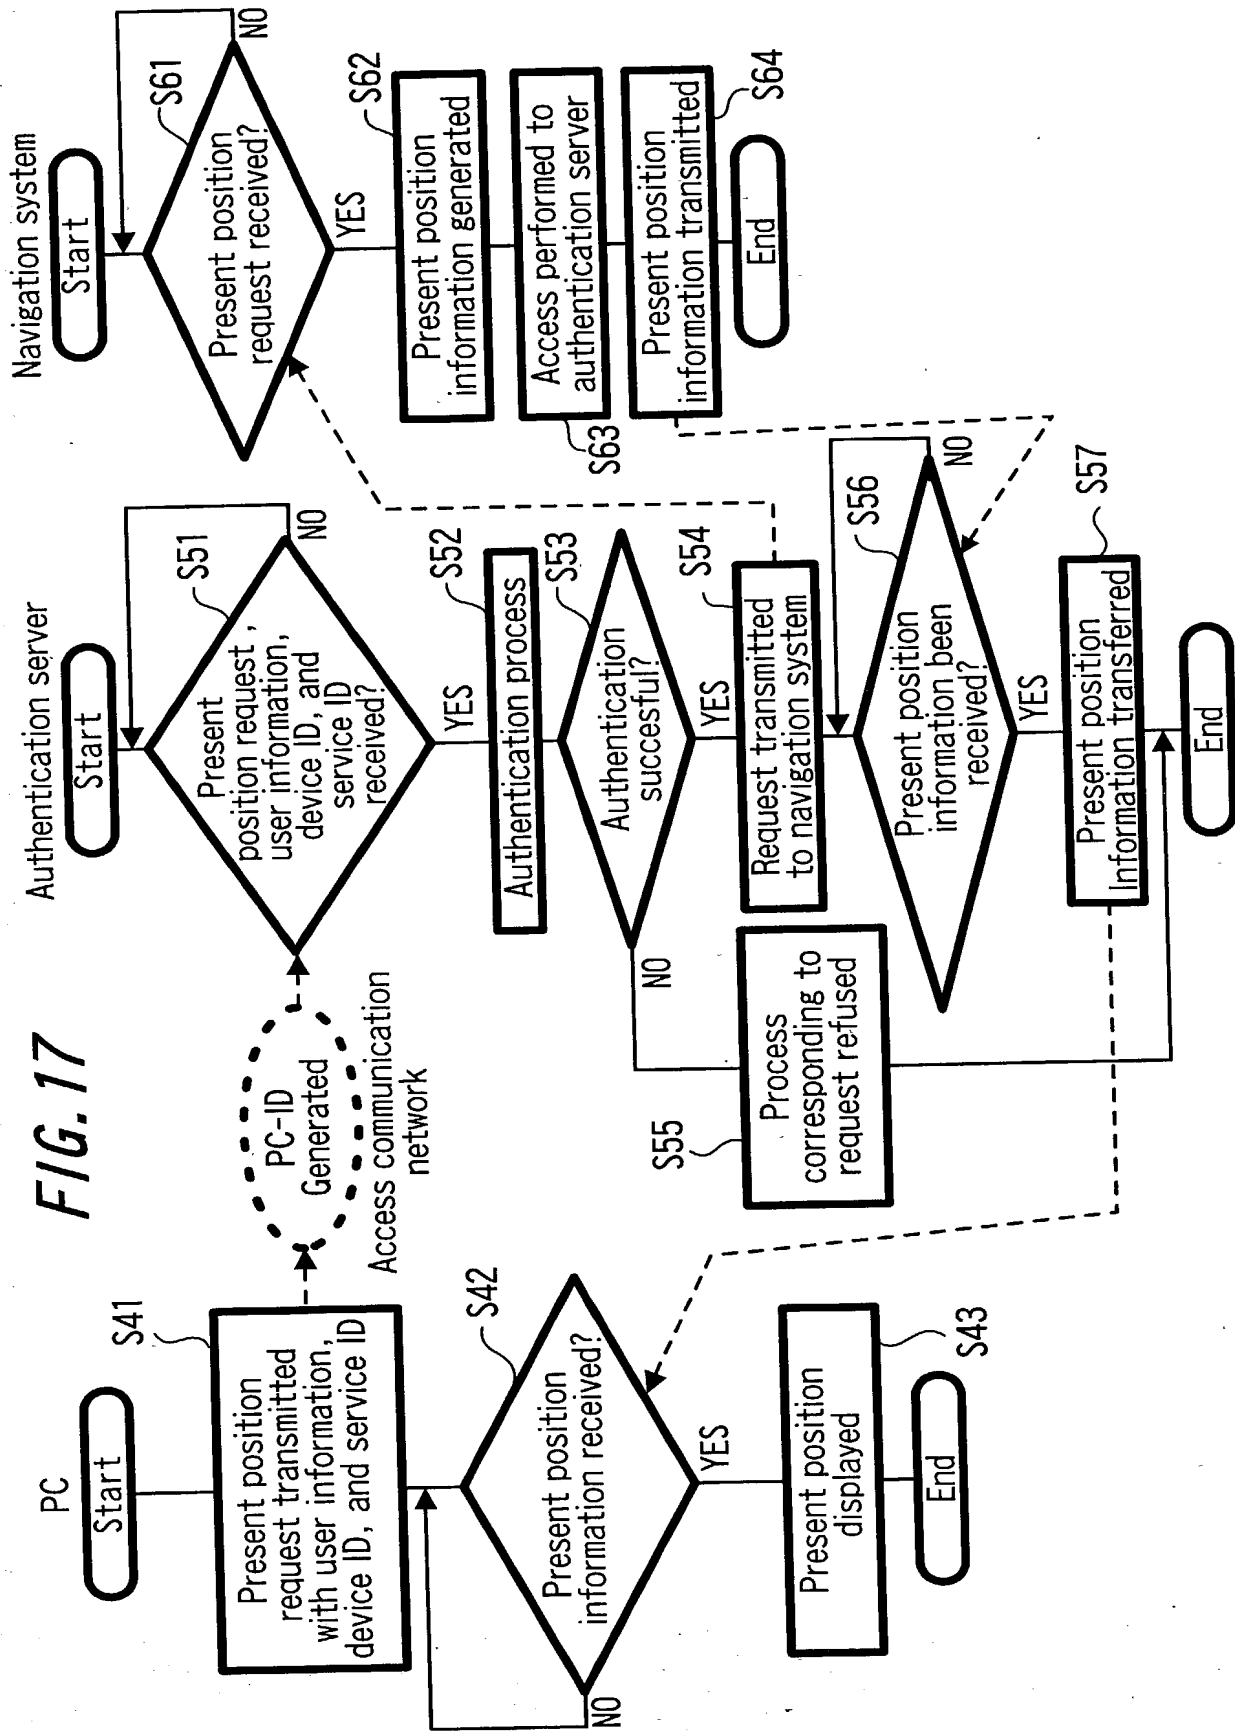 FIG. 17
PC
Start
S41
Present position
request transmitted
with user information,
device ID, and service ID
S42
Present position
information received?
NO
YES
S43
Present position
displayed
End
PC-ID
Generated
Access communication
network
Authentication server
Start
S51
Present
position request,
user information,
device ID, and
service ID
received?
NO
YES
S52
Authentication process
S53
Authentication
succesful?
NO
YES
S54
Request transmitted
to navigation system
S55
Process
corresponding to
request refused
S56
Present position
information been
received?
NO
YES
S57
Present position
Information transferred
End
Navigation system
Start
S61
Present position
request received?
NO
YES
S62
Present position
information generated
S63
Access performed to
authentication server
S64
Present position
information transmitted
End